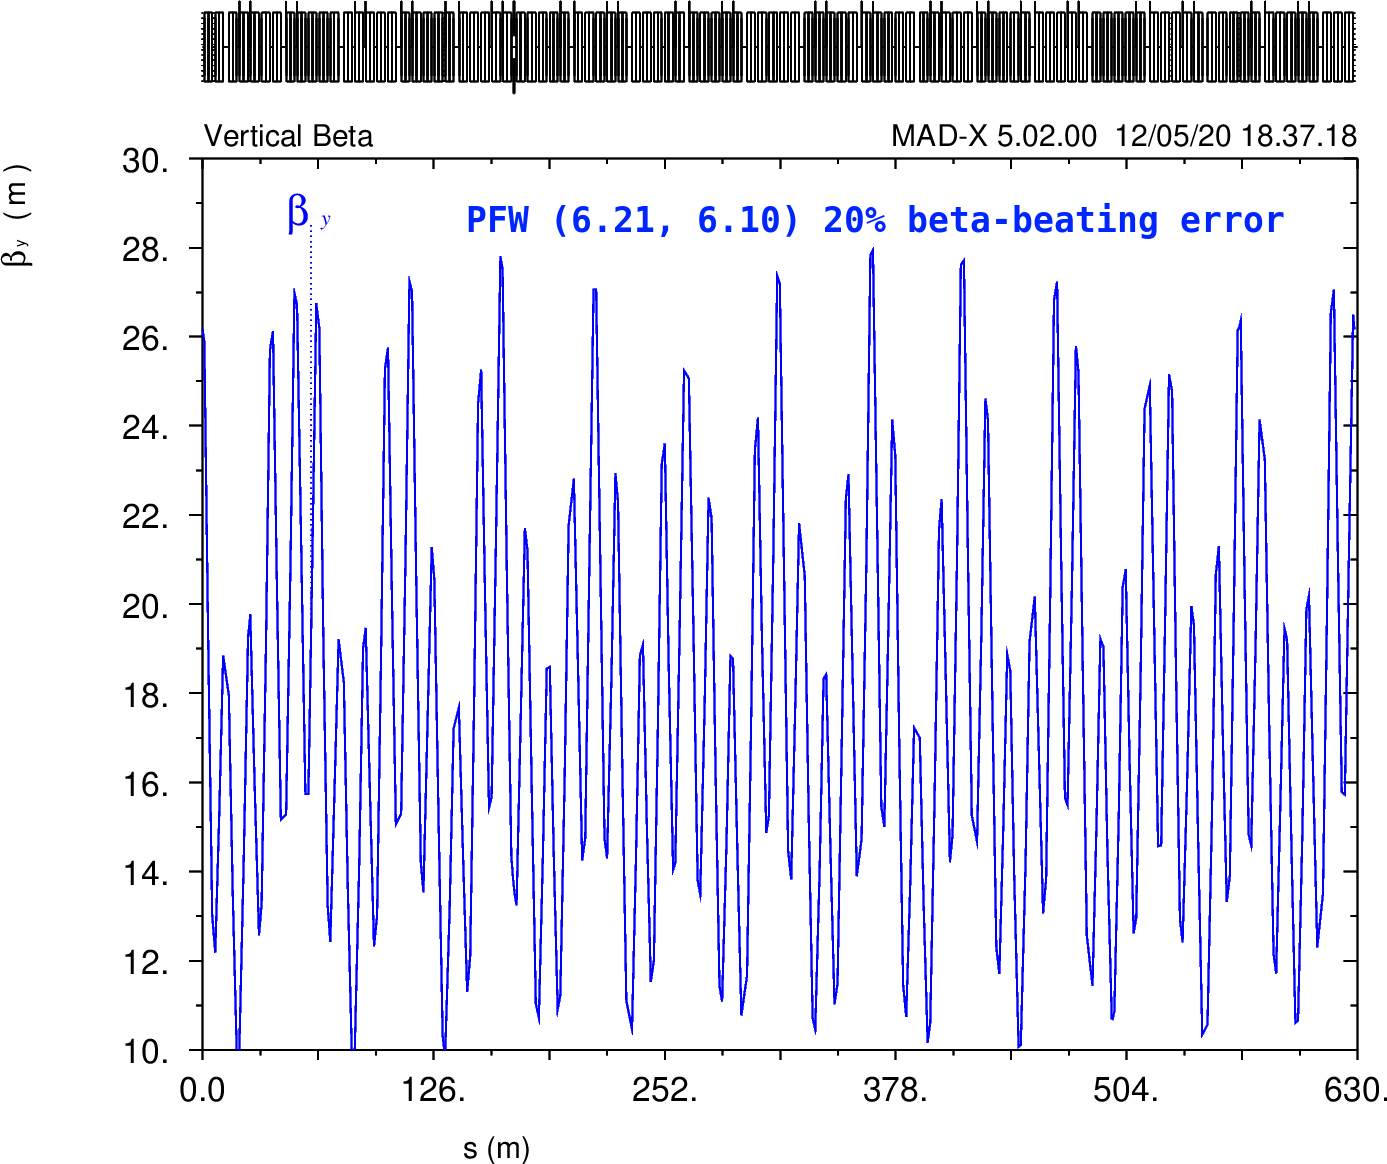 Vertical Beta
MAD-X 5.02.00 12/05/20 18.37.18
βy (m)
30.
28.
26.
24.
22.
20.
18.
16.
14.
12.
10.
βy
PFW (6.21, 6.10) 20% beta-beating error
0.0 126. 252. 378. 504. 630.
s (m)